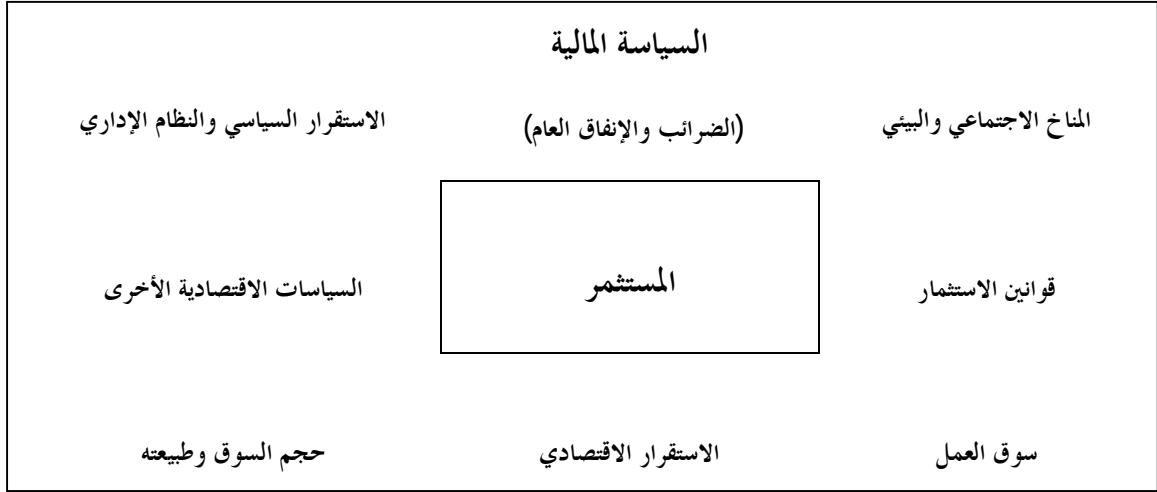 السياسة المالية
المناخ الاجتماعي والبيئي
(الضرائب والإنفاق العام)
الاستقرار السياسي والنظام الإداري
قوانين الاستثمار
المستثمر
السياسات الاقتصادية الأخرى
سوق العمل
الاستقرار الاقتصادي
حجم السوق وطبيعته